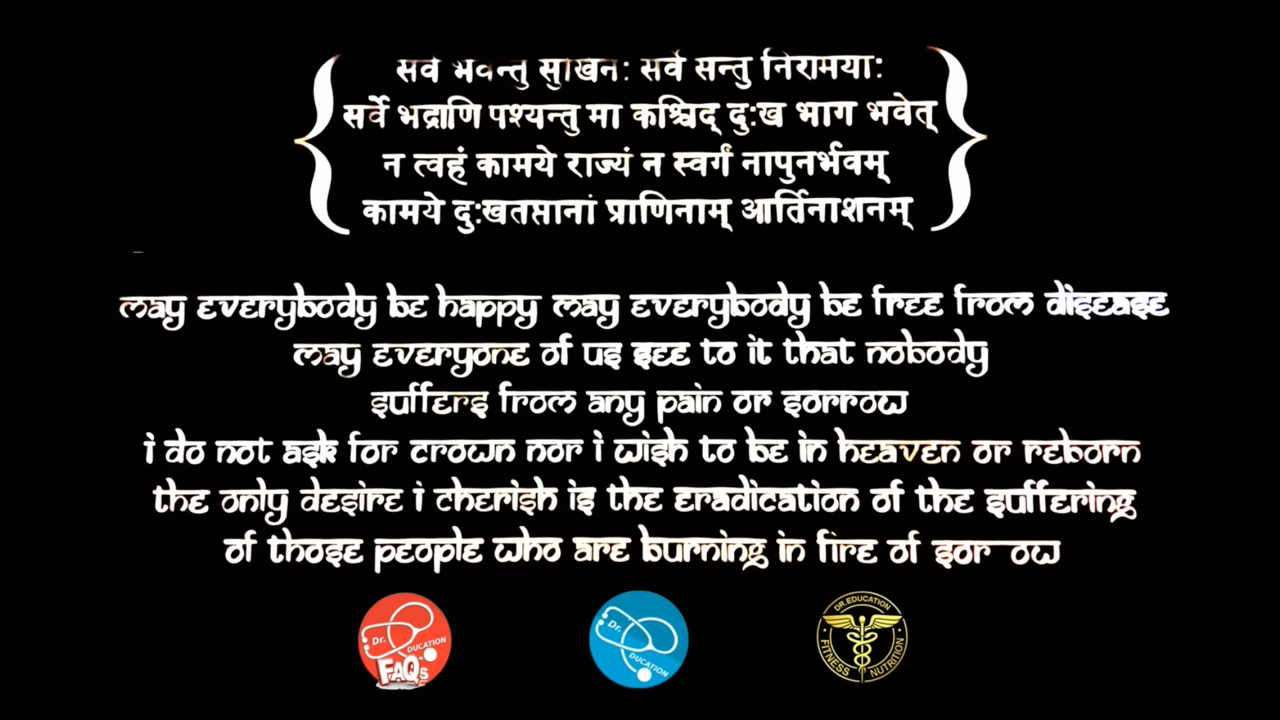 सर्वे भवन्तु सुखिन: सर्वे सन्तु निरामया:
सर्वे भद्राणि पश्यन्तु मा कश्चिद् दु:ख भाग भवेत्
न त्वहं कामये राज्यं न स्वर्गं नापुनर्भवम्
कामये दु:खतप्तानां प्राणिनाम् आर्तिनाशनम्
may everybody be happy may everybody be free from disease
may everyone of us see to it that nobody
suffers from any pain or sorrow
i do not ask for crown nor i wish to be in heaven or reborn
the only desire i cherish is the eradication of the suffering
of those people who are burning in fire of sor ow
Dr. DUCATION
FAQs
Dr. DUCATION
DR.EDUCATION
FITNESS NUTRITION